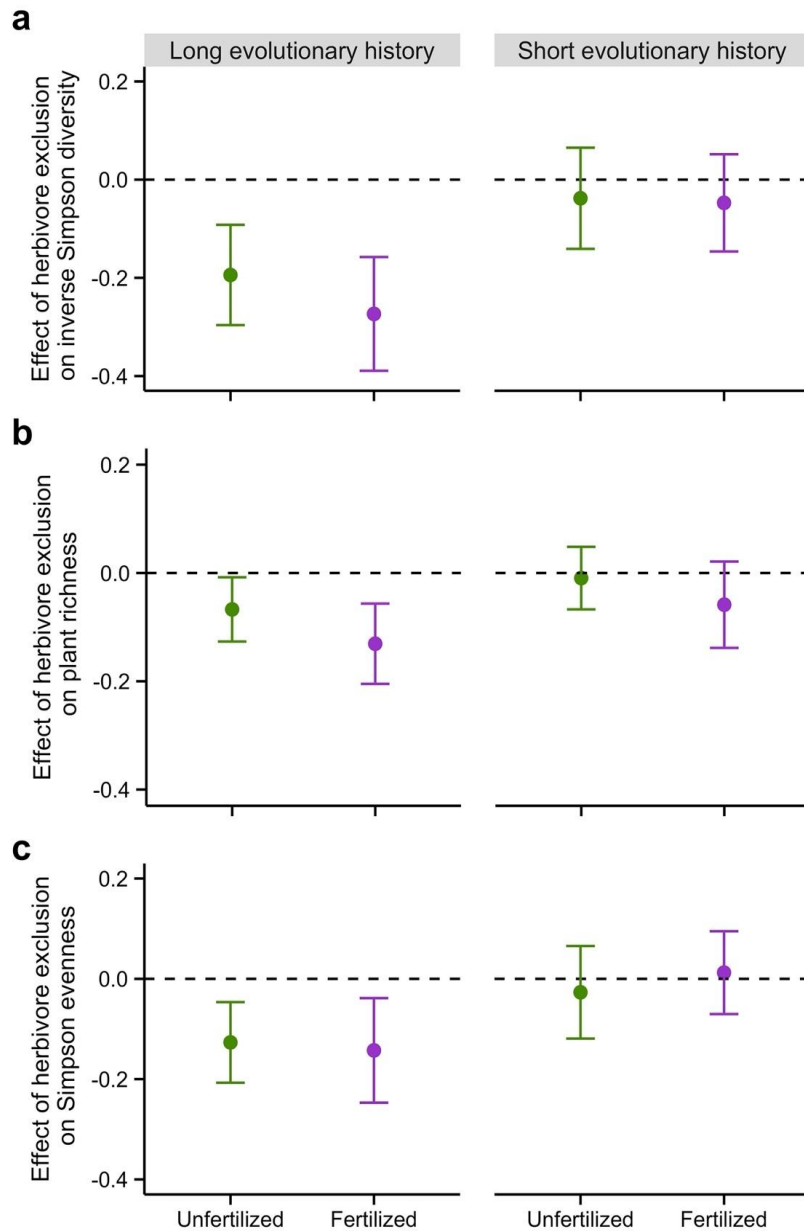 a
Long evolutionary history
Short evolutionary history
Effect of herbivore exclusion
on inverse Simpson diversity
0.2
0.0
-0.2
-0.4
b
Effect of herbivore exclusion
on plant richness
0.2
0.0
-0.2
-0.4
c
Effect of herbivore exclusion
on Simpson evenness
0.2
0.0
-0.2
-0.4
Unfertilized
Fertilized
Unfertilized
Fertilized